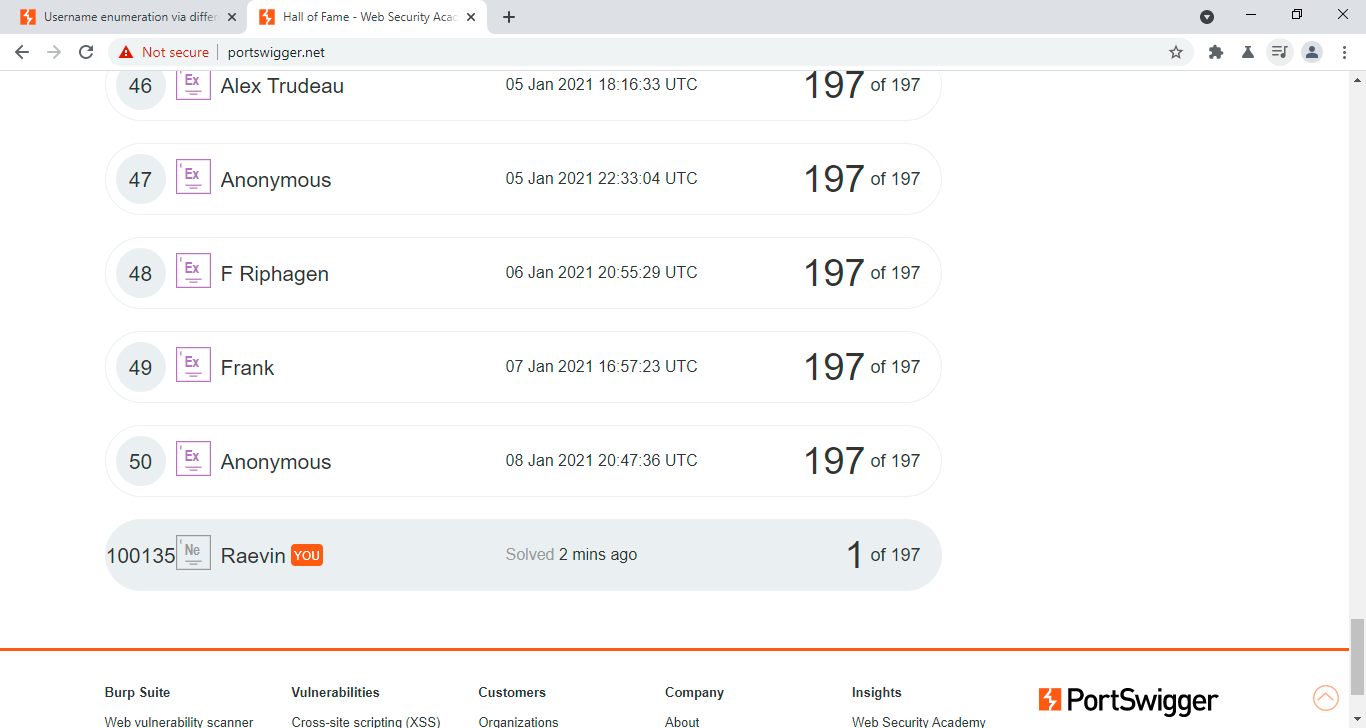 Username enumeration via differ
Hall of Fame - Web Security Aca
Not secure portswigger.net
46 Ex Alex Trudeau 05 Jan 2021 18:16:33 UTC 197 of 197
47 Ex Anonymous 05 Jan 2021 22:33:04 UTC 197 of 197
48 Ex F Riphagen 06 Jan 2021 20:55:29 UTC 197 of 197
49 Ex Frank 07 Jan 2021 16:57:23 UTC 197 of 197
50 Ex Anonymous 08 Jan 2021 20:47:36 UTC 197 of 197
100135 Ne Raevin YOU Solved 2 mins ago 1 of 197
Burp Suite Vulnerabilities Customers Company Insights PortSwigger
Web vulnerability scanner Cross-site scripting (XSS) Organizations About Web Security Academy